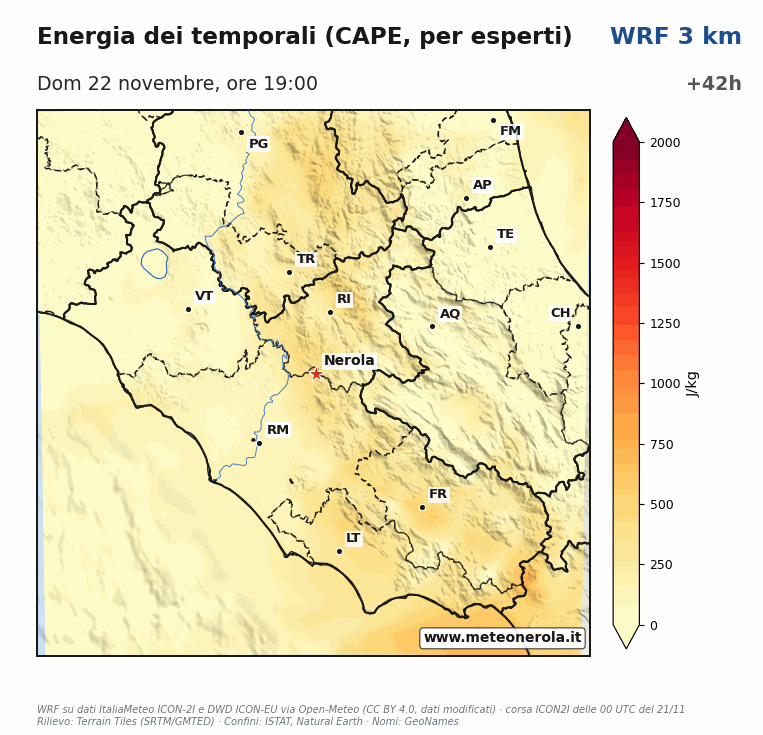 Energia dei temporali (CAPE, per esperti)
WRF 3 km
Dom 22 novembre, ore 19:00
+42h
FM
PG
AP
TE
TR
VT
RI
AQ
CH
Nerola
RM
FR
LT
www.meteonerola.it
2000
1750
1500
1250
1000
750
500
250
0
J/kg
WRF su dati ItaliaMeteo ICON-2I e DWD ICON-EU via Open-Meteo (CC BY 4.0, dati modificati) · corsa ICON2I delle 00 UTC del 21/11
Rilievo: Terrain Tiles (SRTM/GMTED) · Confini: ISTAT, Natural Earth · Nomi: GeoNames